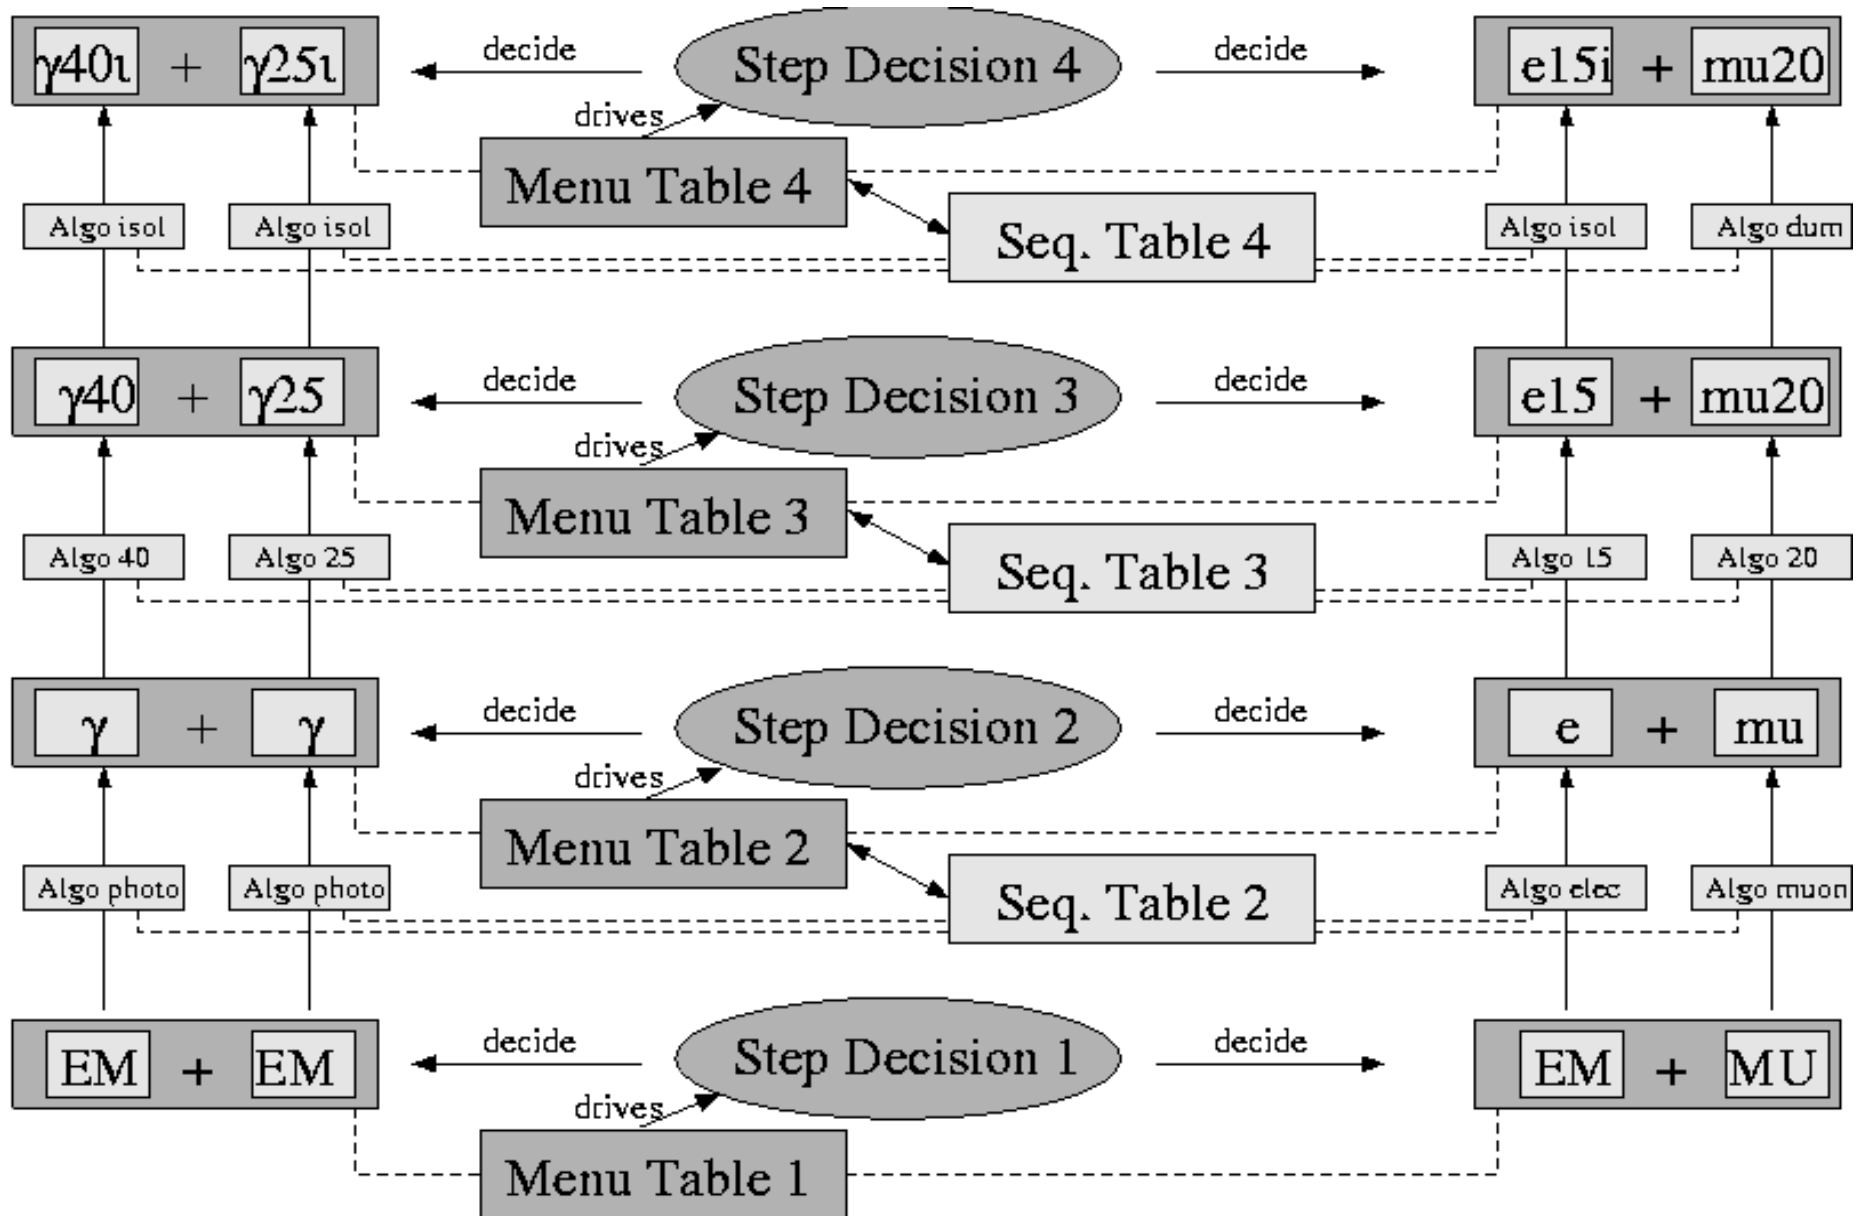 γ40ι + γ25ι decide Step Decision 4 decide e15i + mu20
drives
Menu Table 4
Algo isol Algo isol Seq. Table 4 Algo isol Algo dum
γ40 + γ25 decide Step Decision 3 decide e15 + mu20
drives
Menu Table 3
Algo 40 Algo 25 Seq. Table 3 Algo 15 Algo 20
γ + γ decide Step Decision 2 decide e + mu
drives
Menu Table 2
Algo photo Algo photo Seq. Table 2 Algo elec Algo muon
EM + EM decide Step Decision 1 decide EM + MU
drives
Menu Table 1